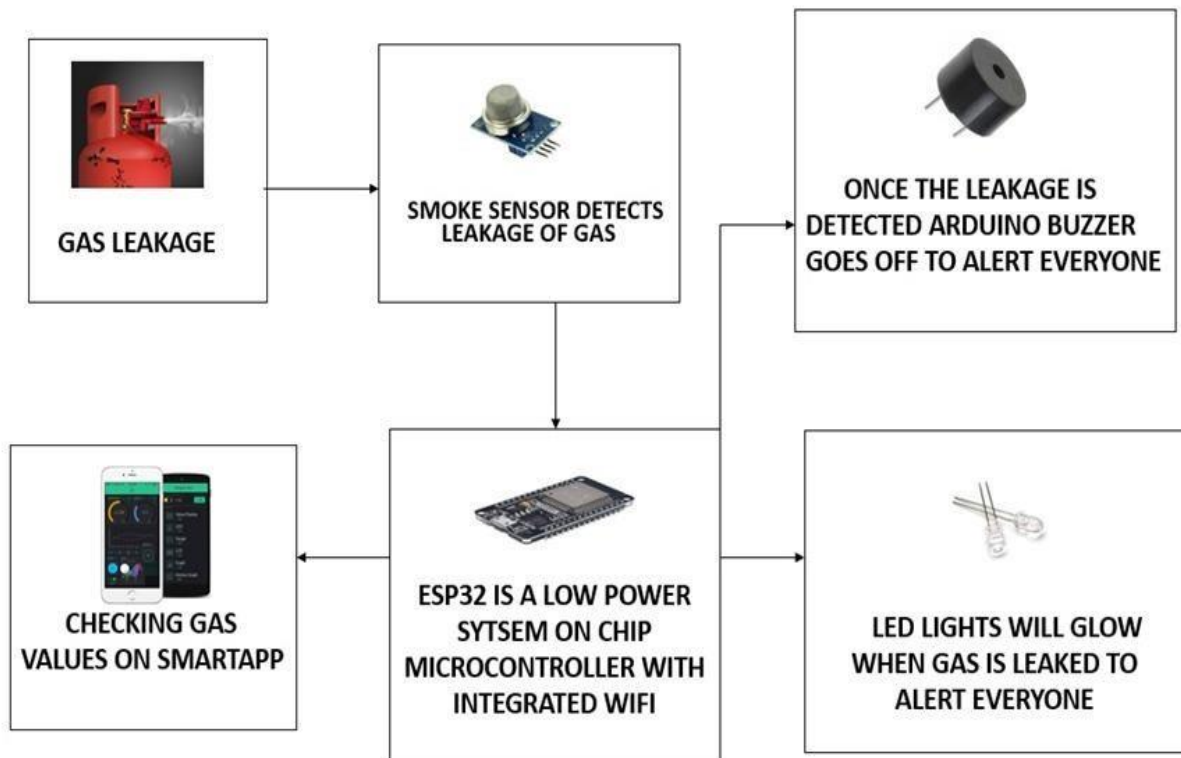 GAS LEAKAGE
SMOKE SENSOR DETECTS
LEAKAGE OF GAS
ONCE THE LEAKAGE IS
DETECTED ARDUINO BUZZER
GOES OFF TO ALERT EVERYONE
CHECKING GAS
VALUES ON SMARTAPP
ESP32 IS A LOW POWER
SYTSEM ON CHIP
MICROCONTROLLER WITH
INTEGRATED WIFI
LED LIGHTS WILL GLOW
WHEN GAS IS LEAKED TO
ALERT EVERYONE